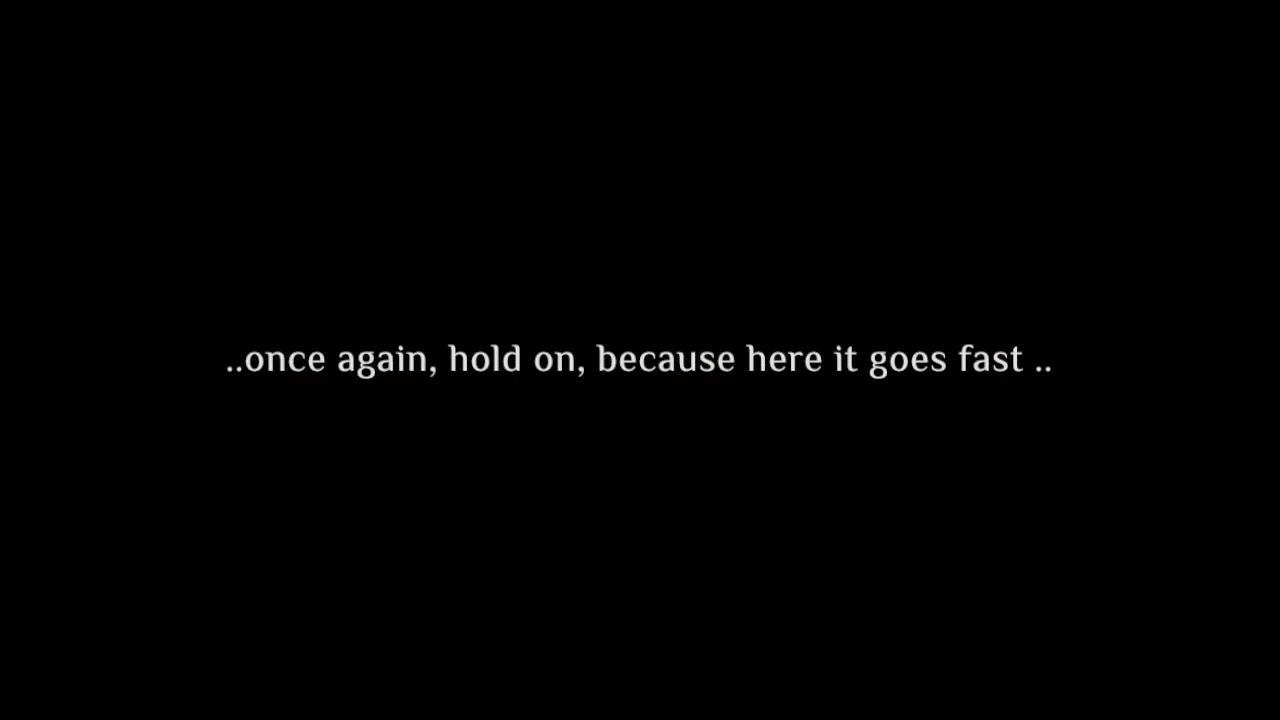 ..once again, hold on, because here it goes fast ..